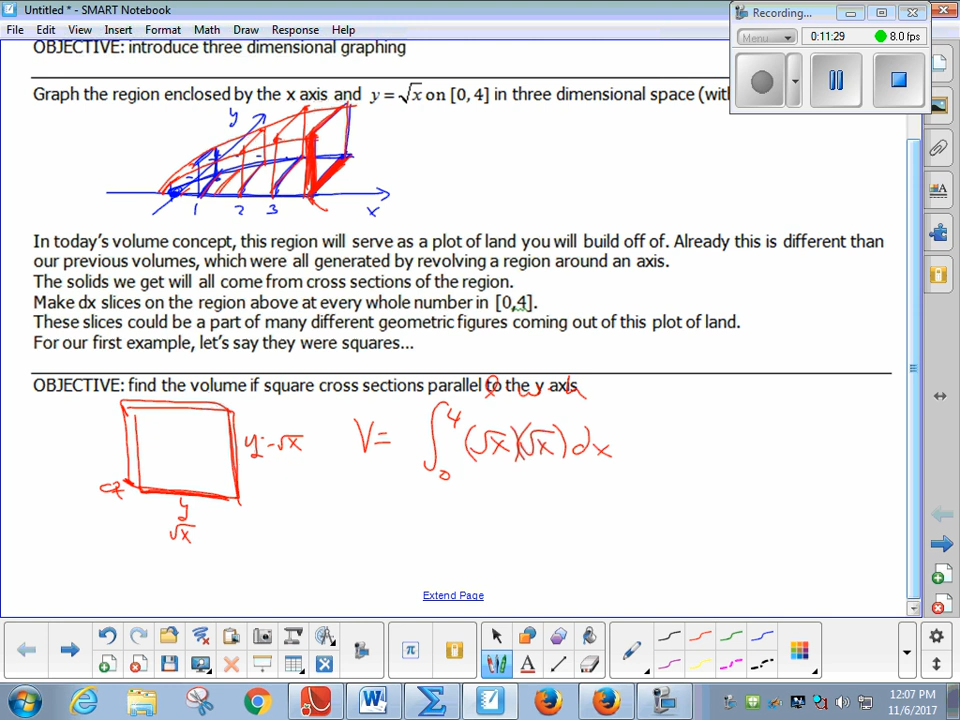 Untitled * - SMART Notebook
File Edit View Insert Format Math Draw Response Help
Recording...
Menu
0:11:29
8.0 fps
OBJECTIVE: introduce three dimensional graphing
Graph the region enclosed by the x axis and y = √x on [0, 4] in three dimensional space (wit
y
1 2 3 x
In today's volume concept, this region will serve as a plot of land you will build off of. Already this is different than
our previous volumes, which were all generated by revolving a region around an axis.
The solids we get will all come from cross sections of the region.
Make dx slices on the region above at every whole number in [0,4].
These slices could be a part of many different geometric figures coming out of this plot of land.
For our first example, let's say they were squares...
OBJECTIVE: find the volume if square cross sections parallel to the y axis
l · w · h
y = √x
V = ∫₀⁴ (√x)(√x) dx
y
√x
Extend Page
π
A
12:07 PM
11/6/2017